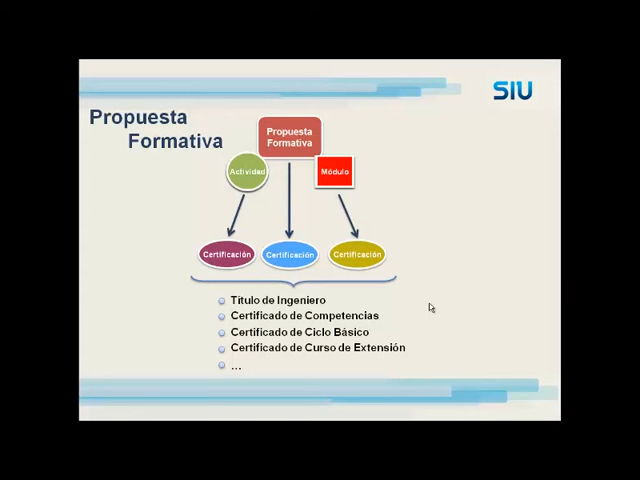 SIU
Propuesta
Formativa
Propuesta
Formativa
Actividad
Módulo
Certificación
Certificación
Certificación
Título de Ingeniero
Certificado de Competencias
Certificado de Ciclo Básico
Certificado de Curso de Extensión
...